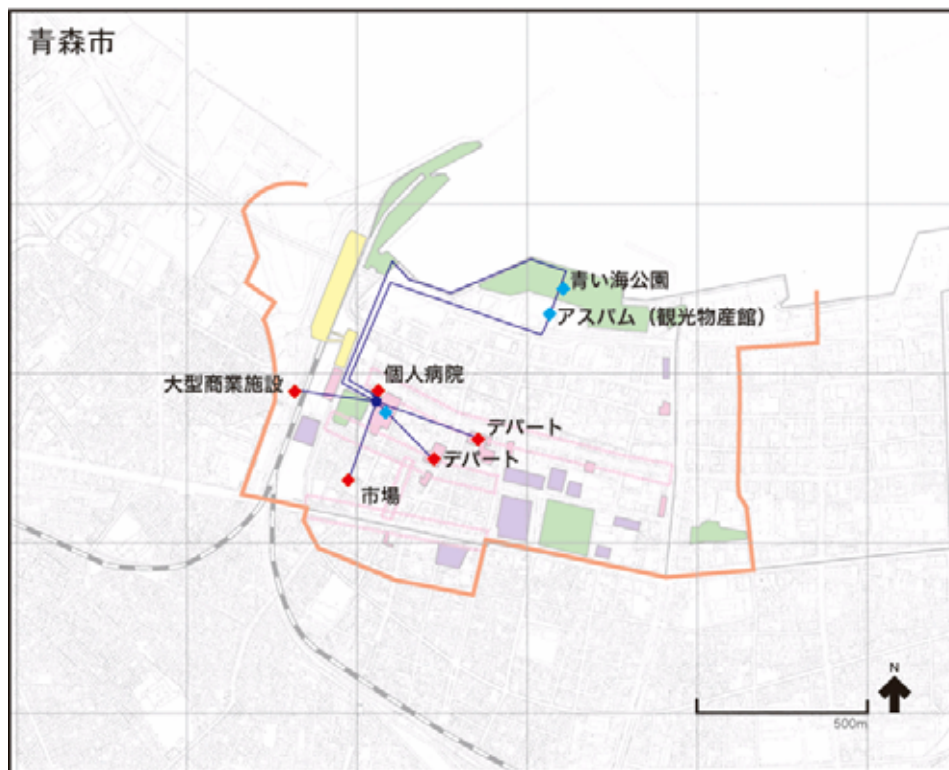 青森市
青い海公園
アスパム（観光物産館）
大型商業施設
個人病院
デパート
デパート
市場
N
500m